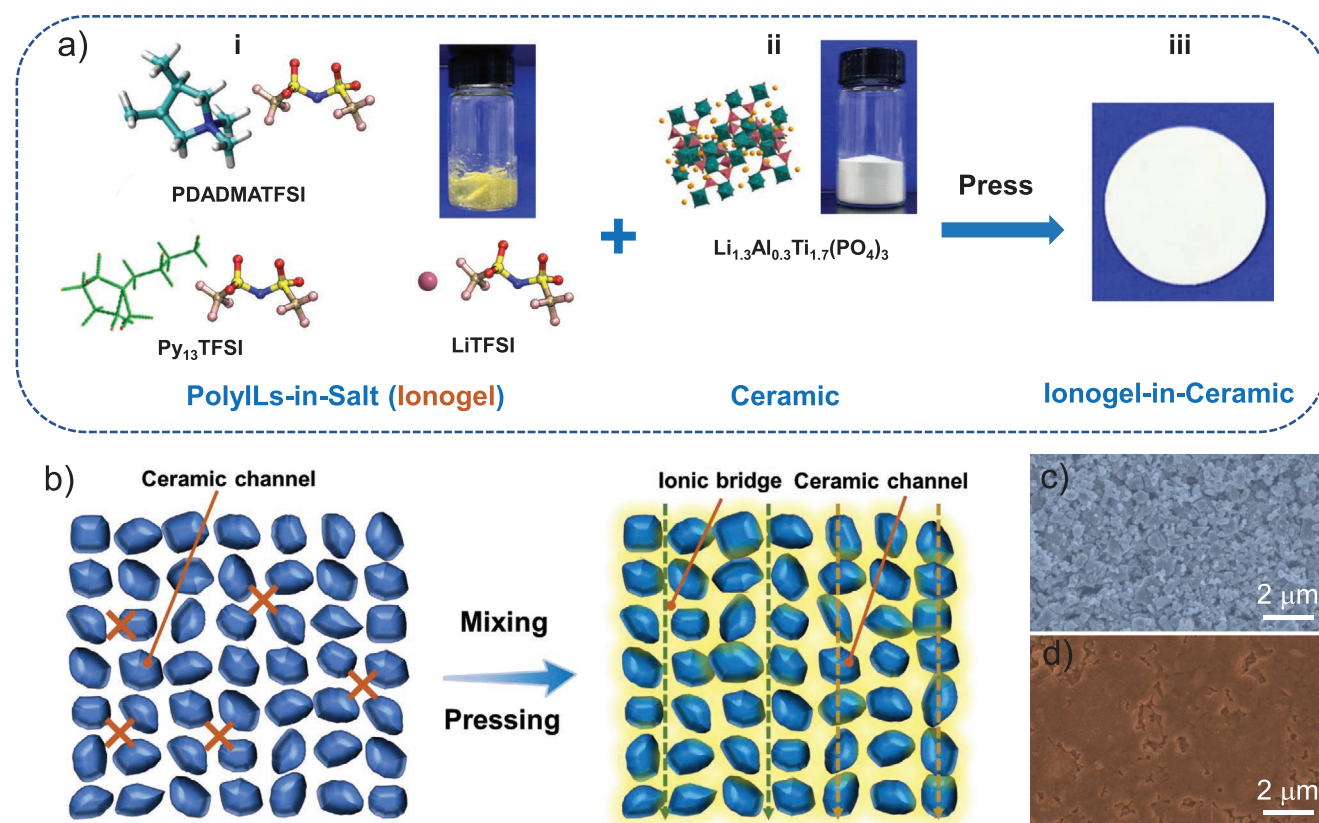 a)
i
ii
iii
PDADMATFSI
Py₁₃TFSI
LiTFSI
+
Li₁.₃Al₀.₃Ti₁.₇(PO₄)₃
Press
PolyILs-in-Salt (Ionogel)
Ceramic
Ionogel-in-Ceramic
b)
Ceramic channel
Mixing
Pressing
Ionic bridge
Ceramic channel
c)
2 μm
d)
2 μm